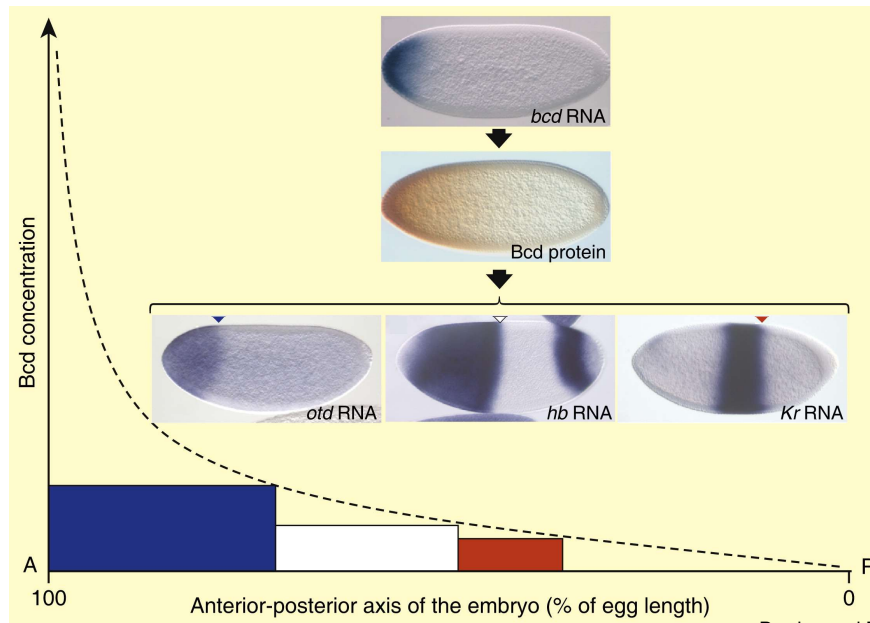 bcd RNA
Bcd protein
otd RNA
hb RNA
Kr RNA
Bcd concentration
A
P
100
0
Anterior-posterior axis of the embryo (% of egg length)